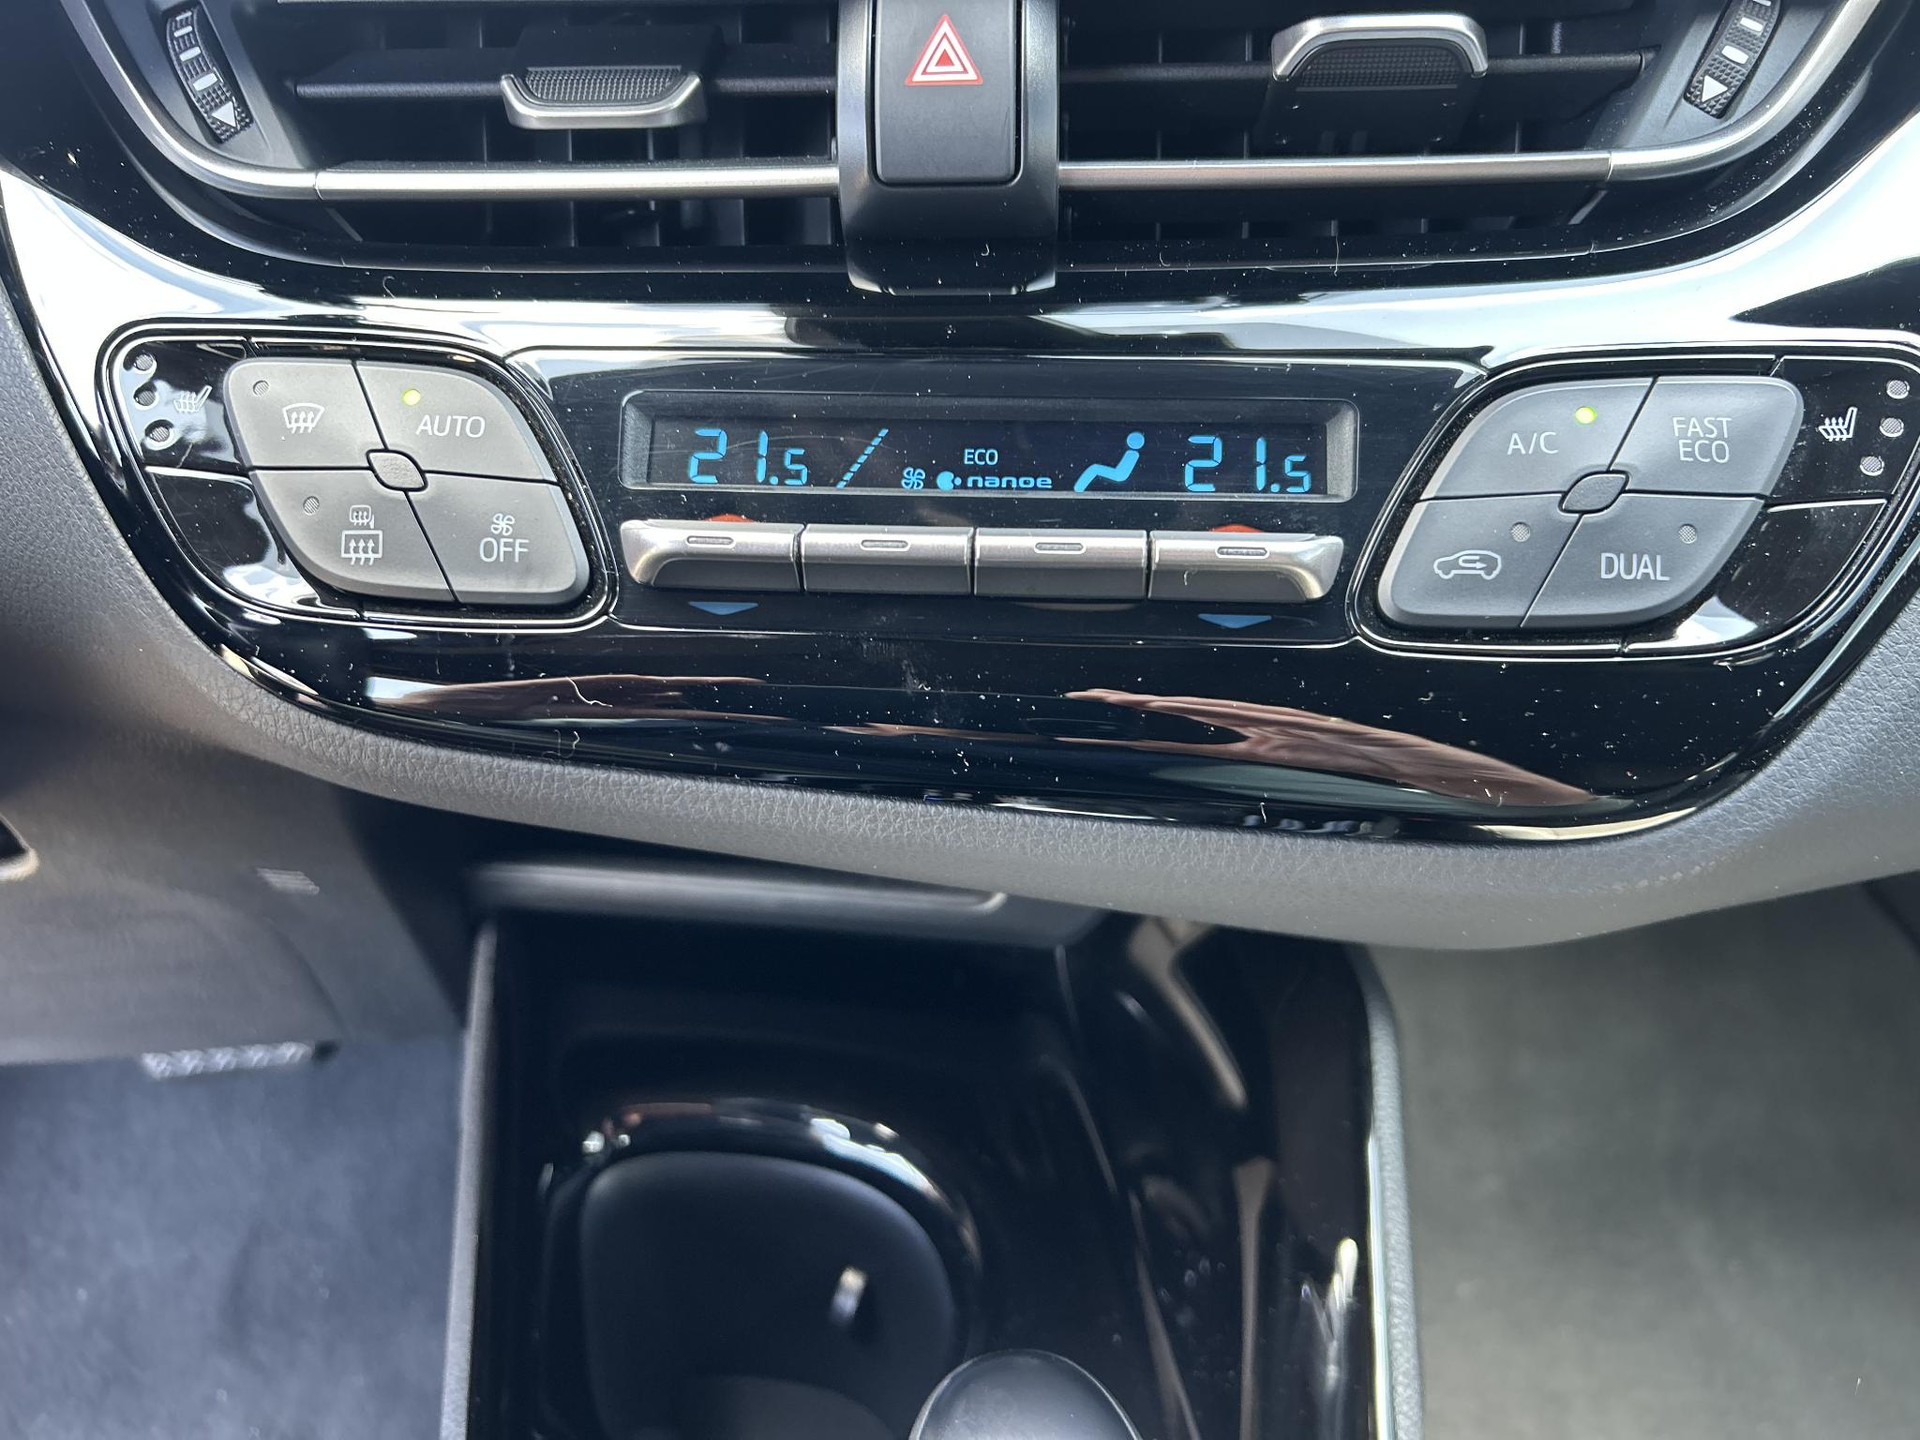 AUTO
OFF
21.5
ECO
nanoe
21.5
A/C
FAST
ECO
DUAL